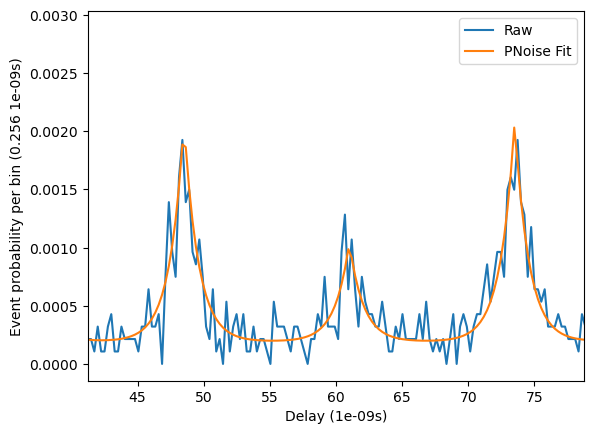 0.0030
0.0025
0.0020
0.0015
0.0010
0.0005
0.0000
Event probability per bin (0.256 1e-09s)
Raw
PNoise Fit
45 50 55 60 65 70 75
Delay (1e-09s)